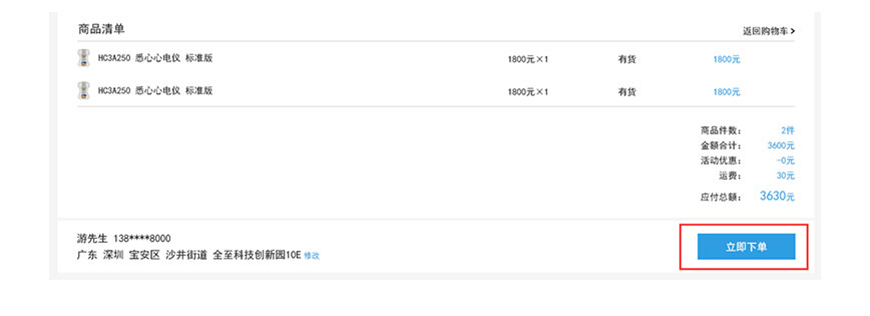 商品清单 返回购物车>
HC3A250 悉心心电仪 标准版 1800元×1 有货 1800元
HC3A250 悉心心电仪 标准版 1800元×1 有货 1800元
商品件数: 2件
金额合计: 3600元
活动优惠: -0元
运费: 30元
应付总额: 3630元
游先生 138****8000
广东 深圳 宝安区 沙井街道 全至科技创新园10E 修改
立即下单